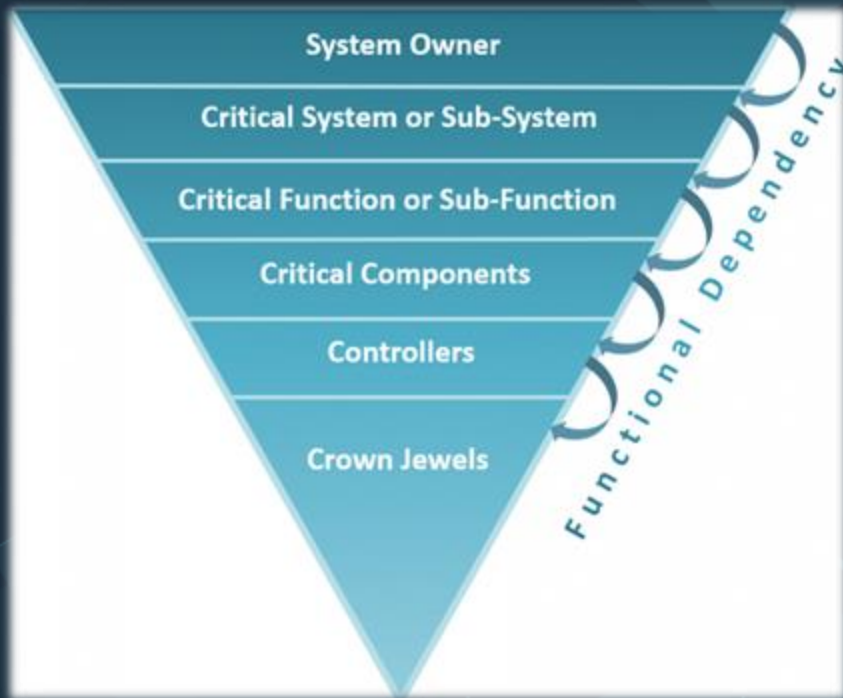 System Owner
Critical System or Sub-System
Critical Function or Sub-Function
Critical Components
Controllers
Crown Jewels
Functional Dependency